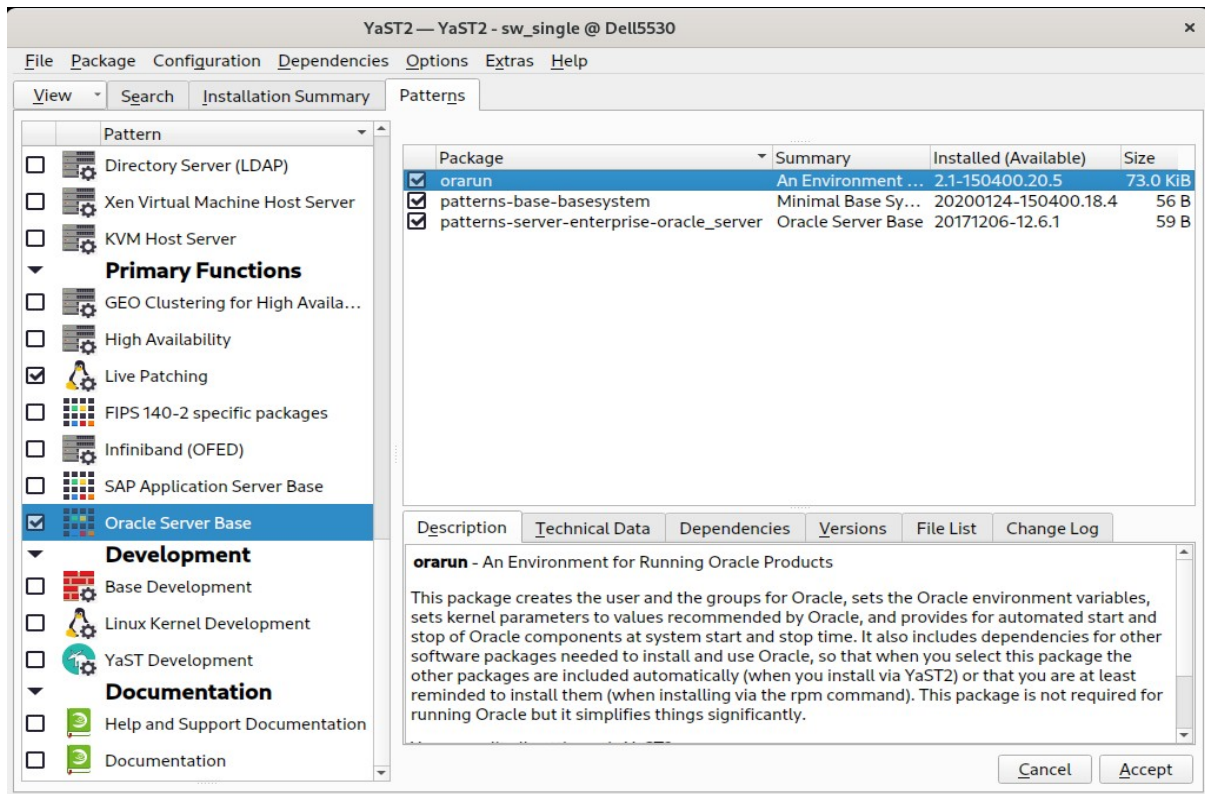 YaST2 — YaST2 - sw_single @ Dell5530
×
File Package Configuration Dependencies Options Extras Help
View Search Installation Summary Patterns
Pattern
Directory Server (LDAP)
Xen Virtual Machine Host Server
KVM Host Server
Primary Functions
GEO Clustering for High Availa...
High Availability
Live Patching
FIPS 140-2 specific packages
Infiniband (OFED)
SAP Application Server Base
Oracle Server Base
Development
Base Development
Linux Kernel Development
YaST Development
Documentation
Help and Support Documentation
Documentation
Package Summary Installed (Available) Size
orarun An Environment ... 2.1-150400.20.5 73.0 KiB
patterns-base-basesystem Minimal Base Sy... 20200124-150400.18.4 56 B
patterns-server-enterprise-oracle_server Oracle Server Base 20171206-12.6.1 59 B
Description Technical Data Dependencies Versions File List Change Log
orarun - An Environment for Running Oracle Products
This package creates the user and the groups for Oracle, sets the Oracle environment variables,
sets kernel parameters to values recommended by Oracle, and provides for automated start and
stop of Oracle components at system start and stop time. It also includes dependencies for other
software packages needed to install and use Oracle, so that when you select this package the
other packages are included automatically (when you install via YaST2) or that you are at least
reminded to install them (when installing via the rpm command). This package is not required for
running Oracle but it simplifies things significantly.
Cancel Accept